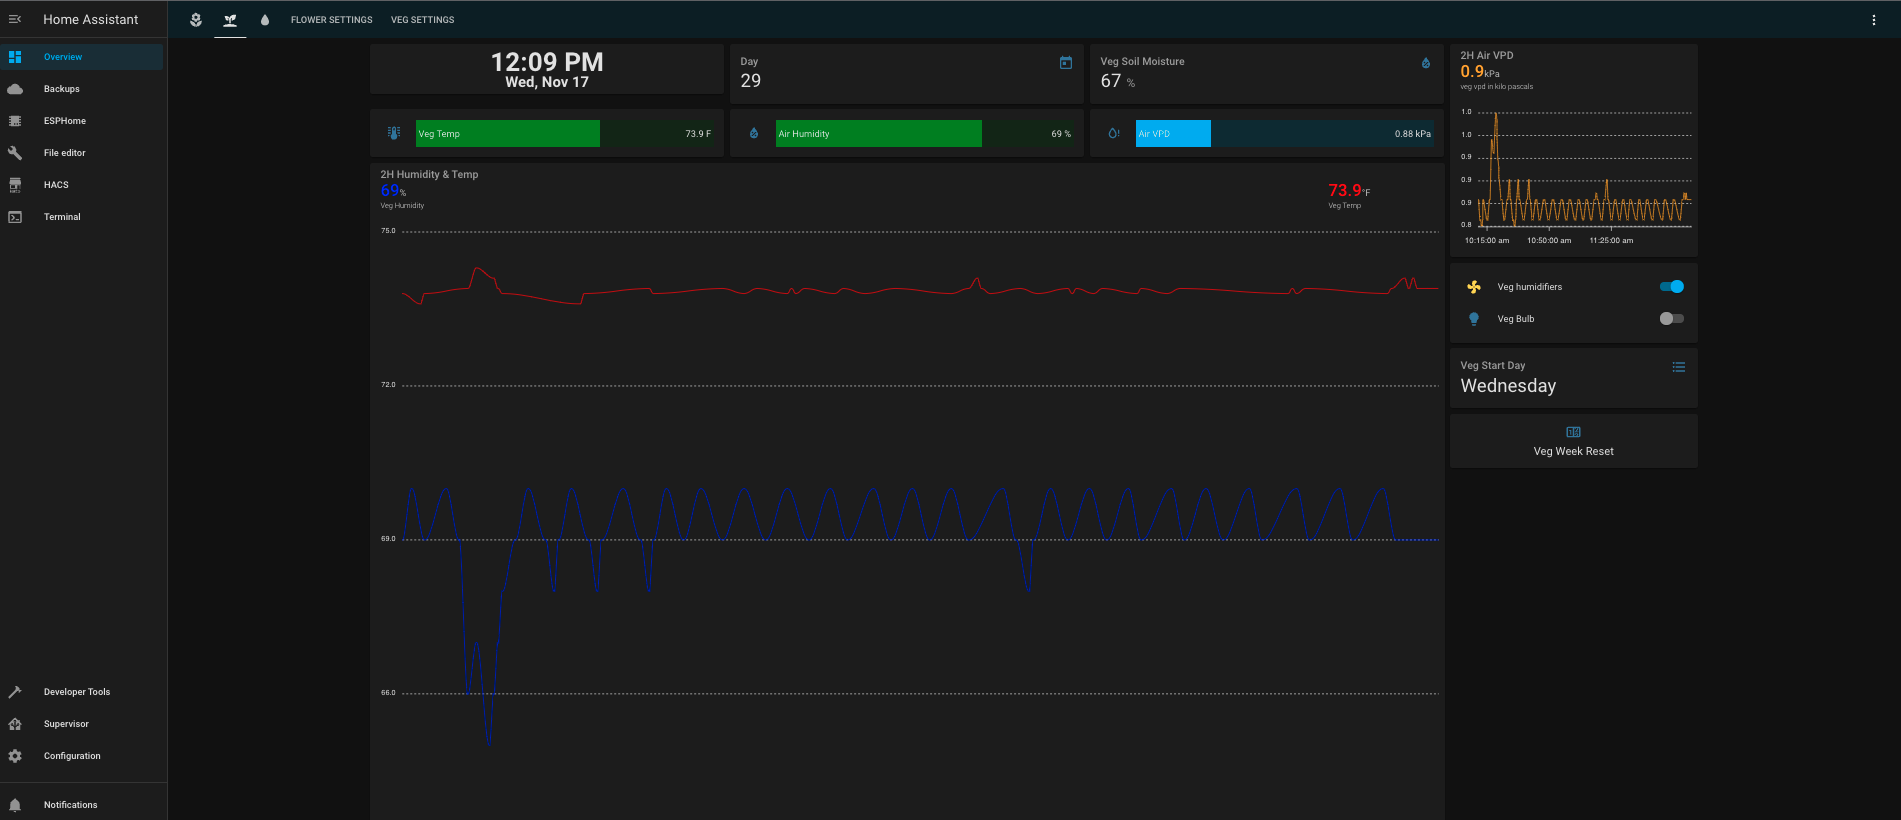 Home Assistant
FLOWER SETTINGS
VEG SETTINGS
Overview
Backups
ESPHome
File editor
HACS
Terminal
Developer Tools
Supervisor
Configuration
Notifications
12:09 PM
Wed, Nov 17
Day
29
Veg Soil Moisture
67 %
Veg Temp
73.9 F
Air Humidity
69 %
Air VPD
0.88 kPa
2H Humidity & Temp
69%
Veg Humidity
73.9°F
Veg Temp
75.0
72.0
69.0
66.0
2H Air VPD
0.9kPa
veg vpd in kilo pascals
1.0
1.0
0.9
0.9
0.9
0.8
10:15:00 am
10:50:00 am
11:25:00 am
Veg humidifiers
Veg Bulb
Veg Start Day
Wednesday
Veg Week Reset